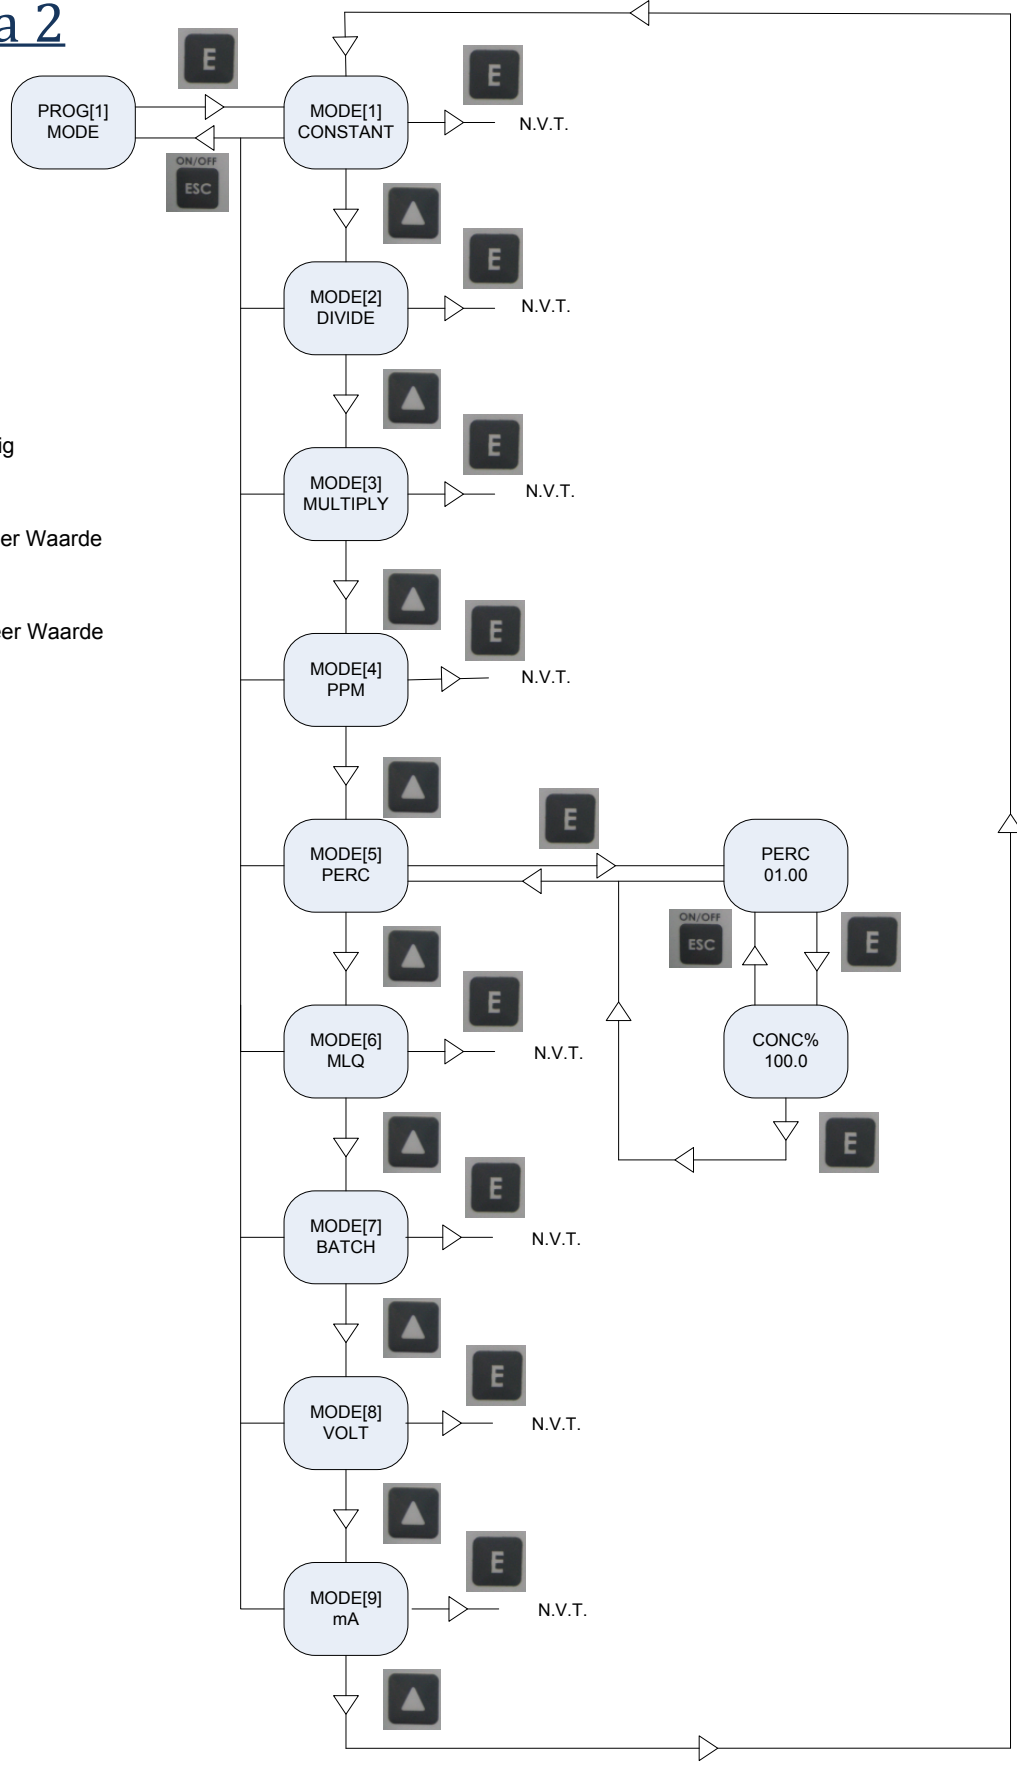 a 2
E
E
PROG[1]
MODE
MODE[1]
CONSTANT
N.V.T.
ON/OFF
ESC
E
MODE[2]
DIVIDE
N.V.T.
E
ig
MODE[3]
MULTIPLY
N.V.T.
er Waarde
E
eer Waarde
MODE[4]
PPM
N.V.T.
E
MODE[5]
PERC
PERC
01.00
ON/OFF
ESC
E
E
MODE[6]
MLQ
N.V.T.
CONC%
100.0
E
E
MODE[7]
BATCH
N.V.T.
E
MODE[8]
VOLT
N.V.T.
E
MODE[9]
mA
N.V.T.